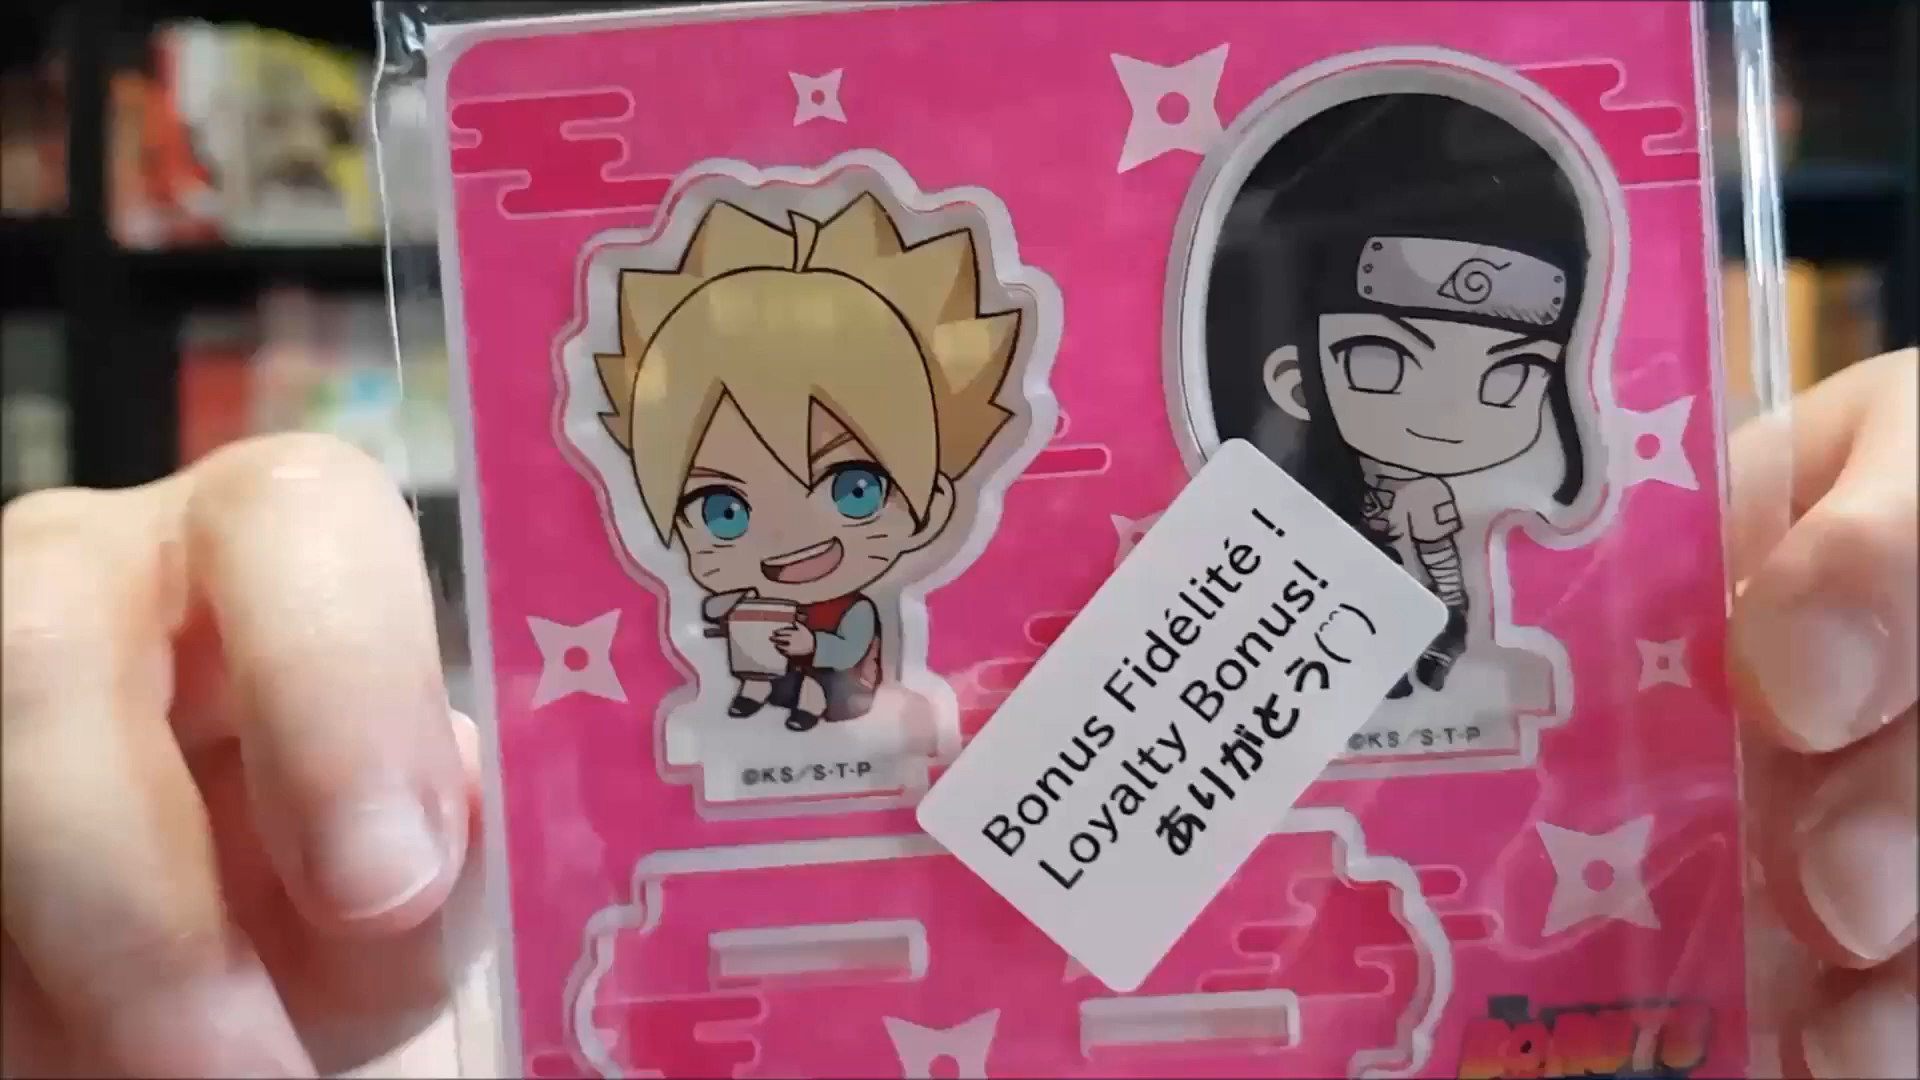 ©KS/S·T·P
©KS/S·T·P
Bonus Fidélité !
Loyalty Bonus!
ありがとう(^^)
BORUTO